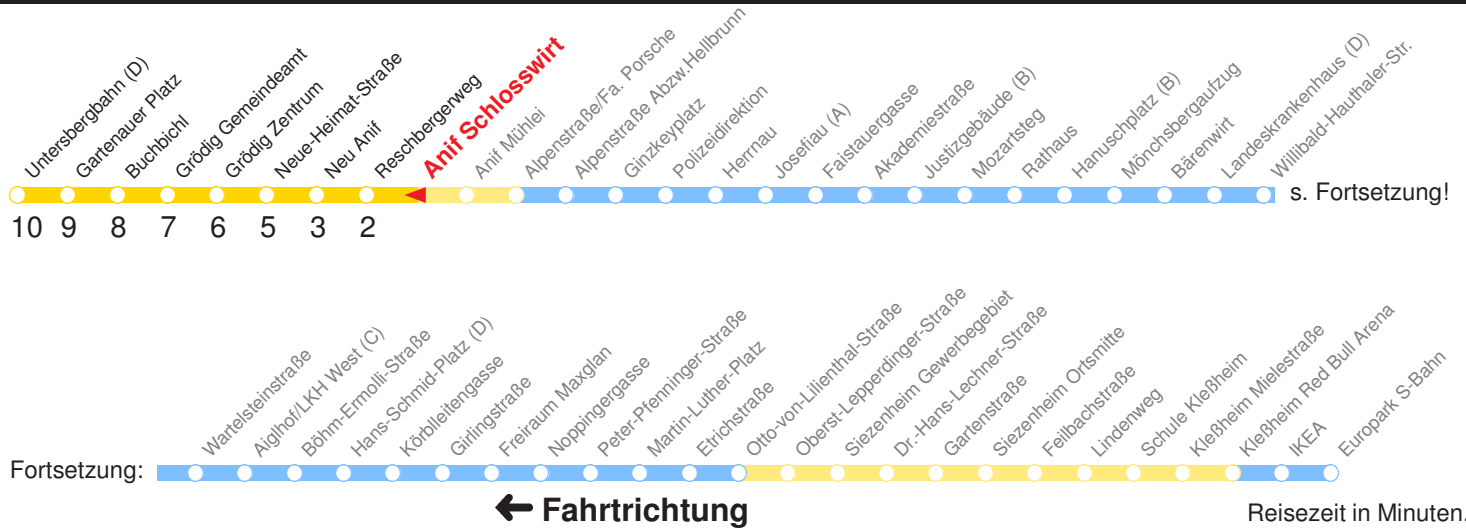 Untersbergbahn (D)
Gartenauer Platz
Buchbichl
Grödig Gemeindeamt
Grödig Zentrum
Neue-Heimat-Straße
Neu Anif
Reschbergerweg
Anif Schlosswirt
Anif Mühlei
Alpenstraße/Fa. Porsche
Alpenstraße Abzw.Hellbrunn
Ginzkeyplatz
Polizeidirektion
Herrnau
Josefiau (A)
Faistauergasse
Akademiestraße
Justizgebäude (B)
Mozartsteg
Rathaus
Hanuschplatz (B)
Mönchsbergaufzug
Bärenwirt
Landeskrankenhaus (D)
Willibald-Hauthaler-Str.
s. Fortsetzung!
10 9 8 7 6 5 3 2
Wartelsteinstraße
Aiglhof/LKH West (C)
Böhm-Ermolli-Straße
Hans-Schmid-Platz (D)
Körblleitengasse
Girlingstraße
Freiraum Maxglan
Noppingergasse
Peter-Pfenninger-Straße
Martin-Luther-Platz
Etrichstraße
Otto-von-Lilienthal-Straße
Oberst-Lepperdinger-Straße
Siezenheim Gewerbegebiet
Dr.-Hans-Lechner-Straße
Gartenstraße
Siezenheim Ortsmitte
Feilbachstraße
Lindenweg
Schule Kleßheim
Kleßheim Mielestraße
Kleßheim Red Bull Arena
IKEA
Europark S-Bahn
Fortsetzung:
Fahrtrichtung
Reisezeit in Minuten.